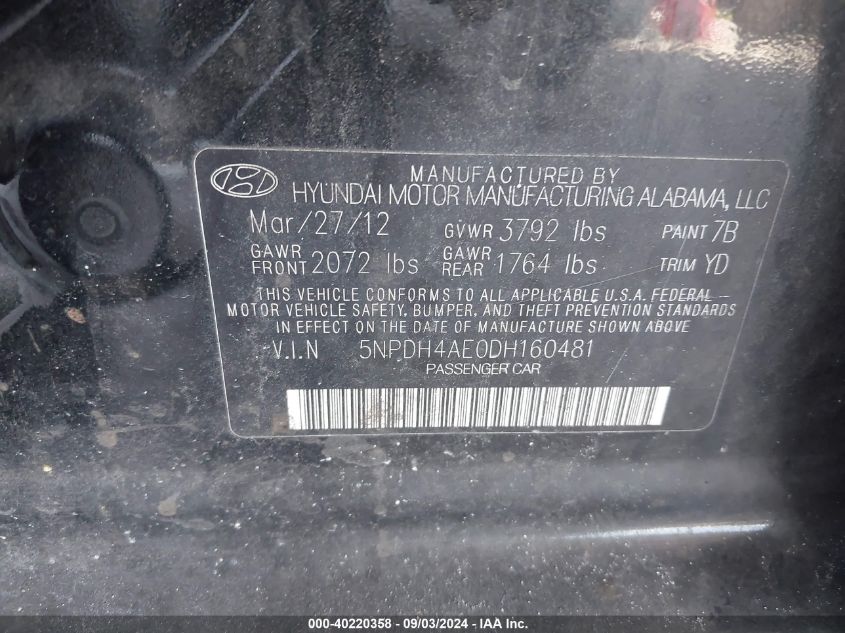 MANUFACTURED BY
HYUNDAI MOTOR MANUFACTURING ALABAMA, LLC
Mar/27/12 GVWR 3792 lbs PAINT 7B
GAWR FRONT 2072 lbs GAWR REAR 1764 lbs TRIM YD
THIS VEHICLE CONFORMS TO ALL APPLICABLE U.S.A. FEDERAL
MOTOR VEHICLE SAFETY, BUMPER, AND THEFT PREVENTION STANDARDS
IN EFFECT ON THE DATE OF MANUFACTURE SHOWN ABOVE
V.I.N 5NPDH4AE0DH160481
PASSENGER CAR
000-40220358 - 09/03/2024 - IAA Inc.